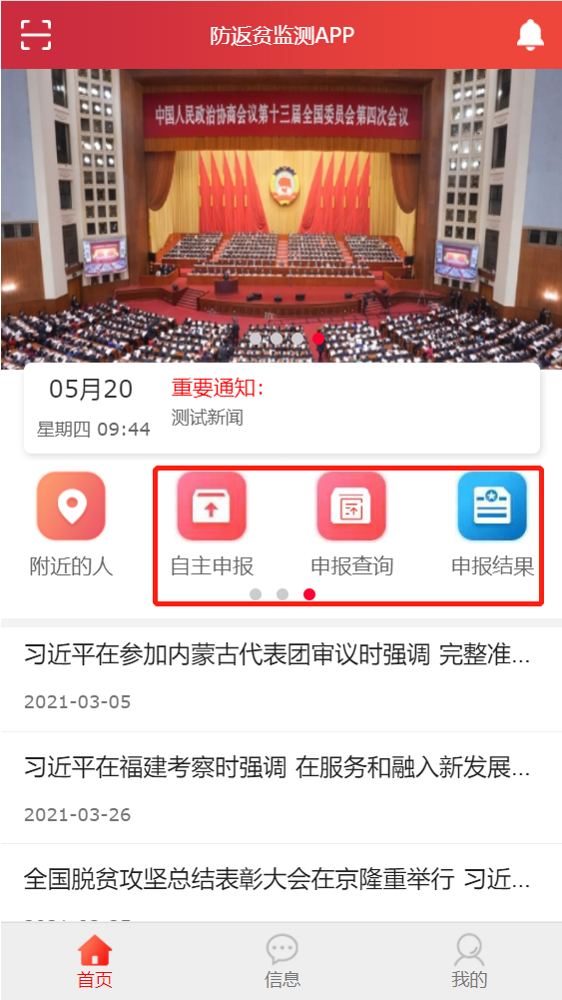 防返贫监测APP
中国人民政治协商会议第十三届全国委员会第四次会议
05月20
重要通知:
星期四 09:44
测试新闻
附近的人
自主申报
申报查询
申报结果
习近平在参加内蒙古代表团审议时强调 完整准...
2021-03-05
习近平在福建考察时强调 在服务和融入新发展...
2021-03-26
全国脱贫攻坚总结表彰大会在京隆重举行 习近...
首页
信息
我的